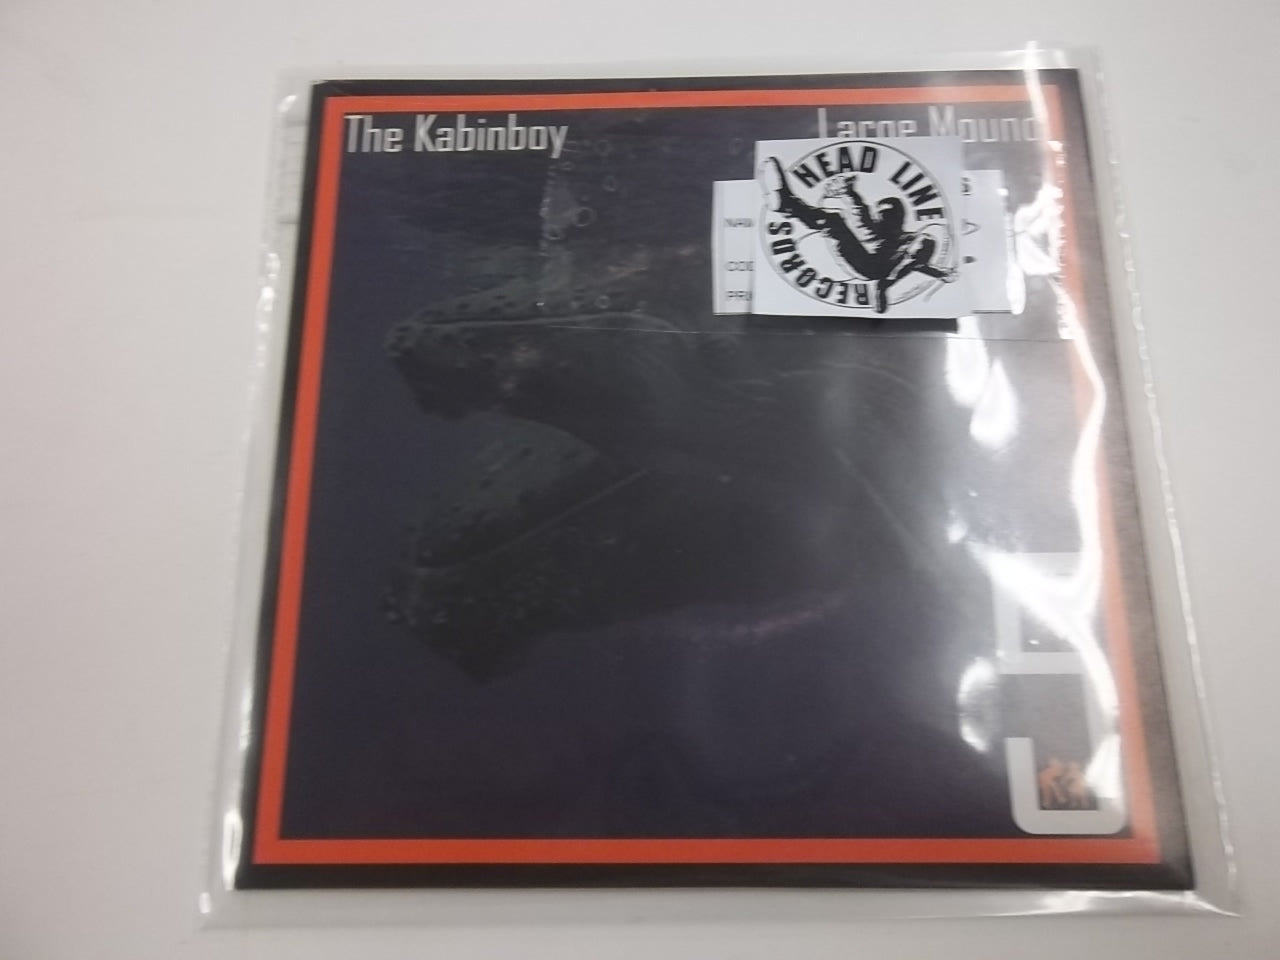 The Kabinboy
Large Mound
HEAD LINE
RECORDS